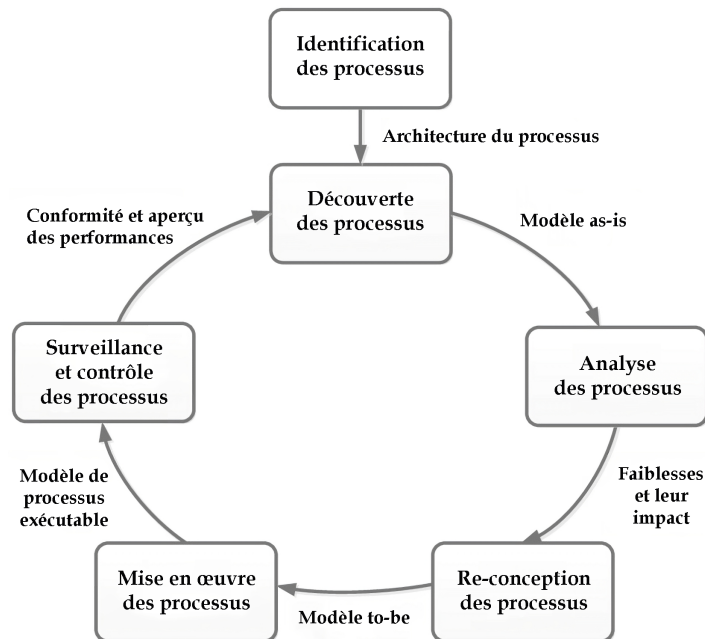 Identification
des processus
Architecture du processus
Découverte
des processus
Conformité et aperçu
des performances
Modèle as-is
Surveillance
et contrôle
des processus
Analyse
des processus
Modèle de
processus
exécutable
Faiblesses
et leur
impact
Mise en œuvre
des processus
Re-conception
des processus
Modèle to-be